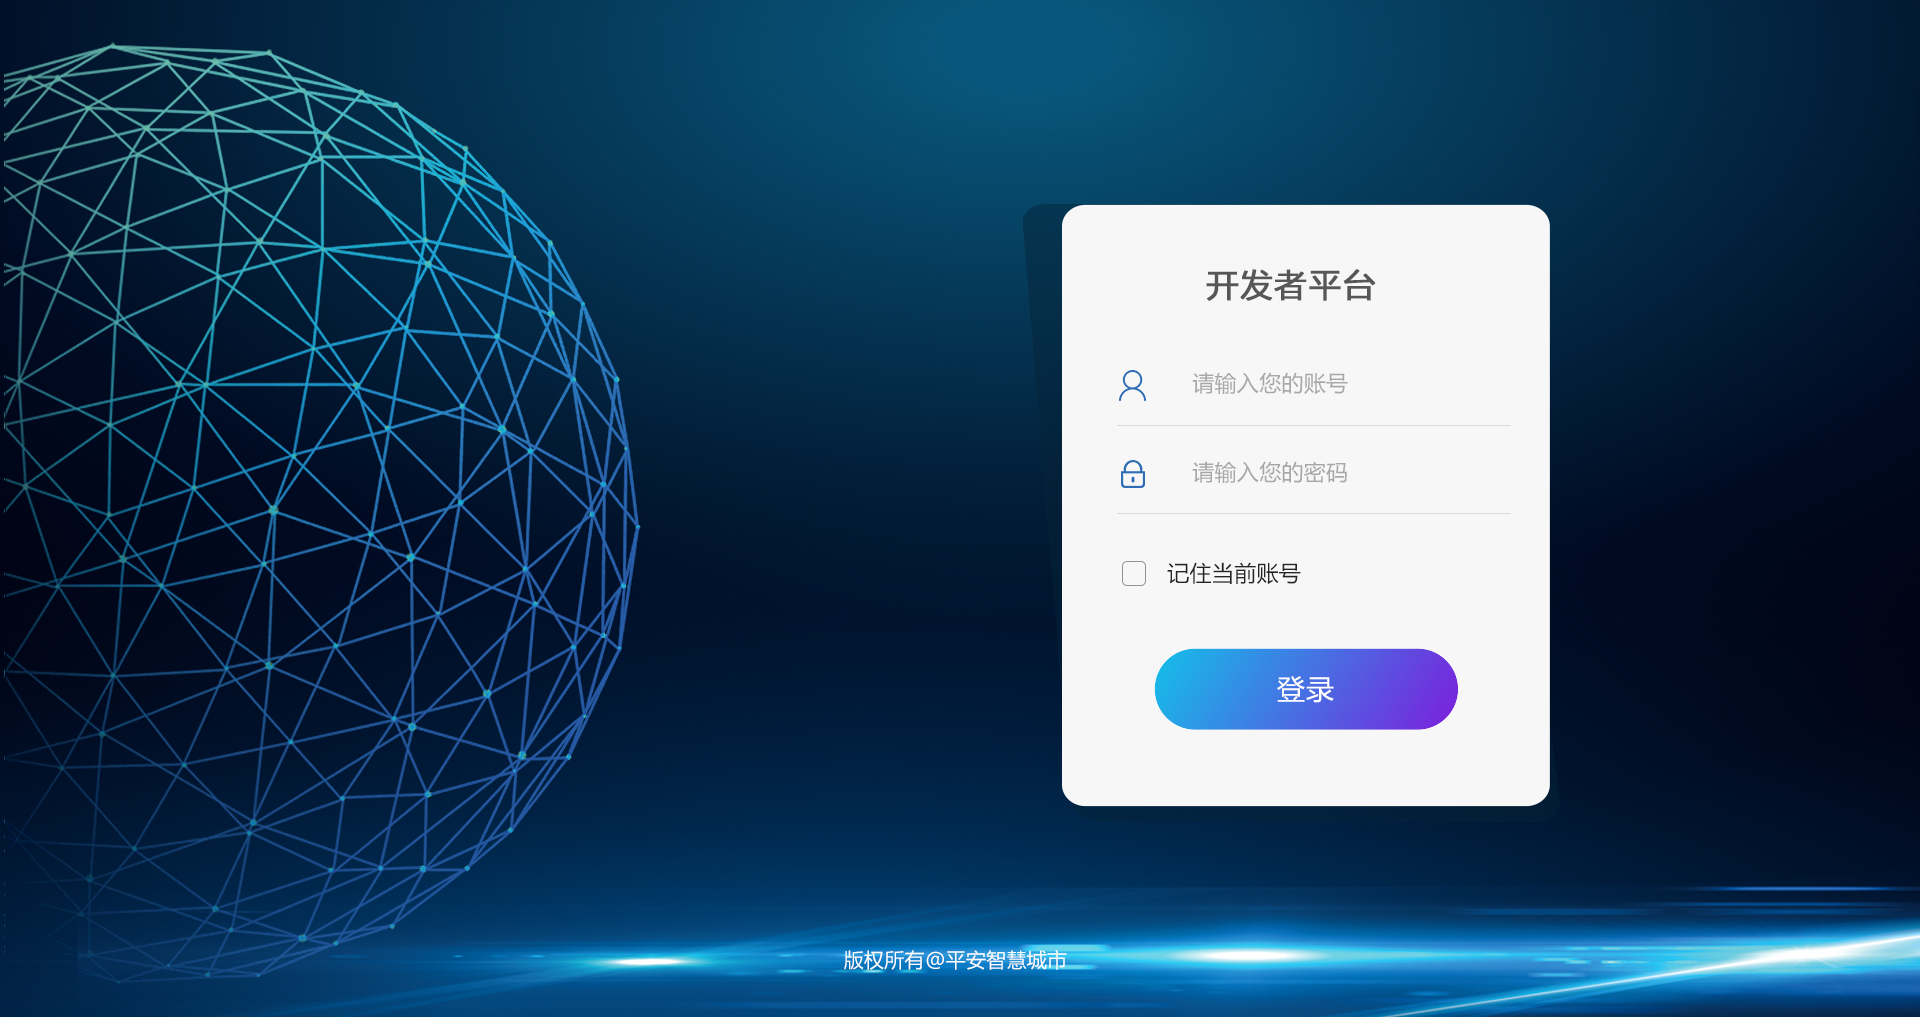 开发者平台
请输入您的账号
请输入您的密码
记住当前账号
登录
版权所有@平安智慧城市